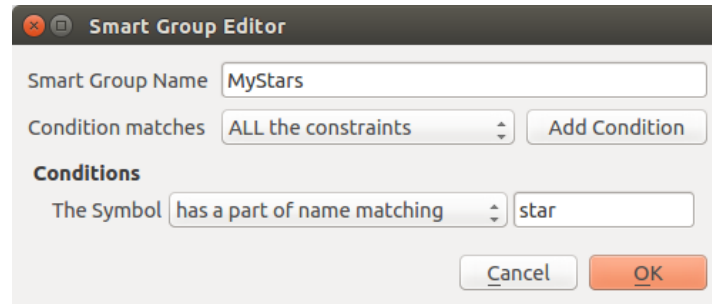 Smart Group Editor
Smart Group Name MyStars
Condition matches ALL the constraints Add Condition
Conditions
The Symbol has a part of name matching star
Cancel OK